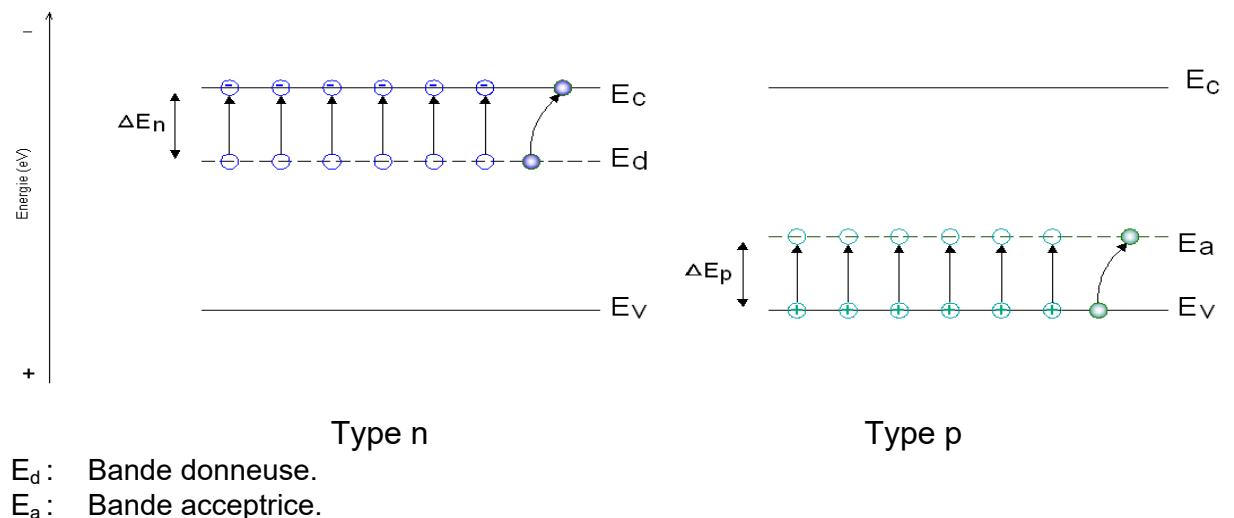 –
Energie (eV)
+
ΔEn
Ec
Ed
Ev
Ec
ΔEp
Ea
Ev
Type n
Type p
Ed : Bande donneuse.
Ea : Bande acceptrice.